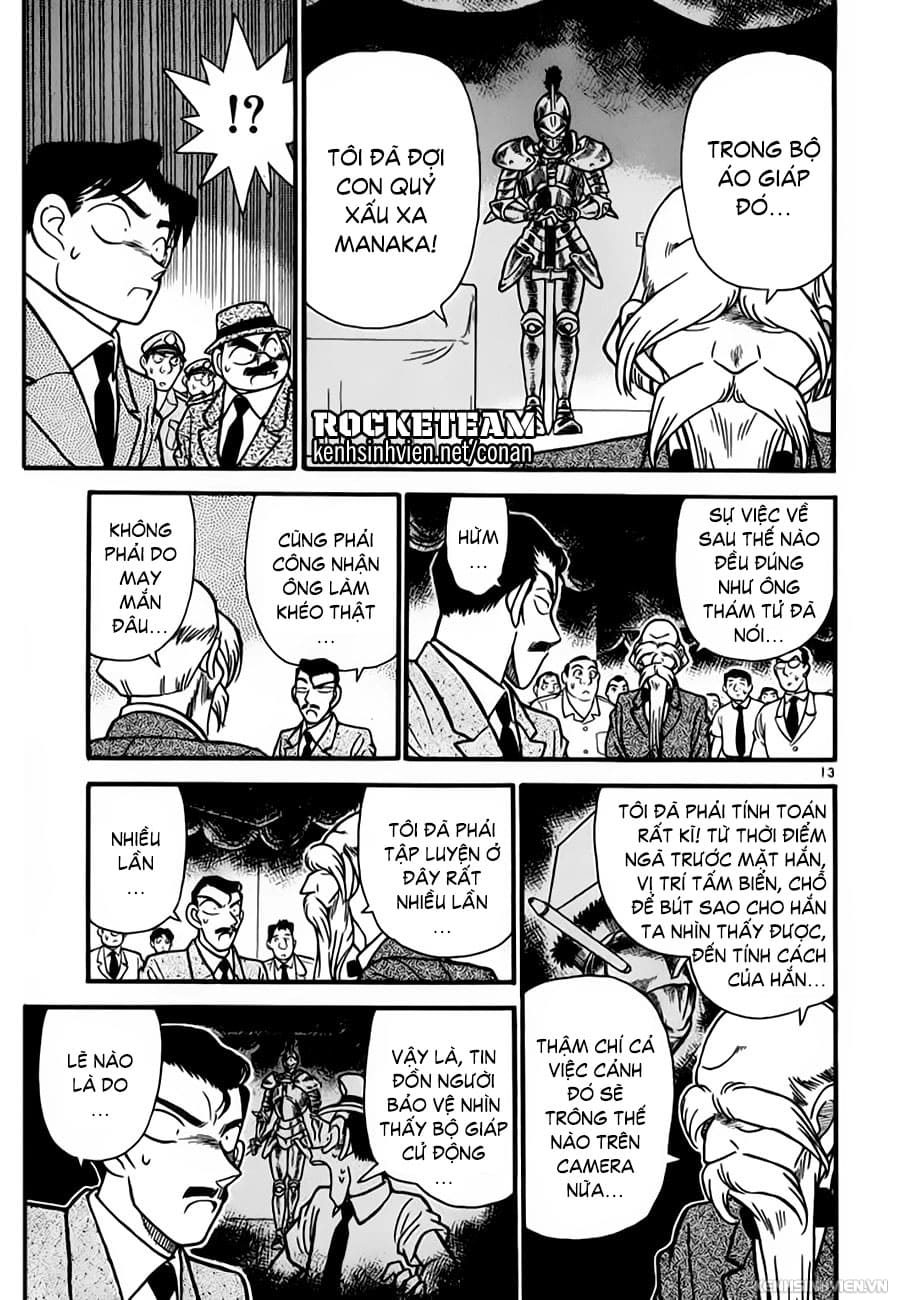 TRONG BỘ
ÁO GIÁP
ĐÓ...
TÔI ĐÃ ĐỢI
CON QUỶ
XẤU XA
MANAKA!
!?
ROCKETEAM
kenhsinhvien.net/conan
SỰ VIỆC VỀ
SAU THẾ NÀO
ĐỀU ĐÚNG
NHƯ ÔNG
THÁM TỬ ĐÃ
NÓI...
HỪM
...
CŨNG PHẢI
CÔNG NHẬN
ÔNG LÀM
KHÉO THẬT
...
KHÔNG
PHẢI DO
MAY
MẮN
ĐÂU...
13
TÔI ĐÃ PHẢI TÍNH TOÁN
RẤT KĨ! TỪ THỜI ĐIỂM
NGÃ TRƯỚC MẶT HẮN,
VỊ TRÍ TẤM BIỂN, CHỖ
ĐỂ BÚT SAO CHO HẮN
TA NHÌN THẤY ĐƯỢC,
ĐẾN TÍNH CÁCH
CỦA HẮN...
THẬM CHÍ CẢ
VIỆC CẢNH
ĐÓ SẼ
TRÔNG THẾ
NÀO TRÊN
CAMERA
NỮA...
TÔI ĐÃ PHẢI
TẬP LUYỆN Ở
ĐÂY RẤT
NHIỀU LẦN
...
NHIỀU
LẦN
...
VẬY LÀ, TIN
ĐỒN NGƯỜI
BẢO VỆ NHÌN
THẤY BỘ GIÁP
CỬ ĐỘNG
...
LẼ NÀO
LÀ DO
...
KENHSINHVIEN.VN